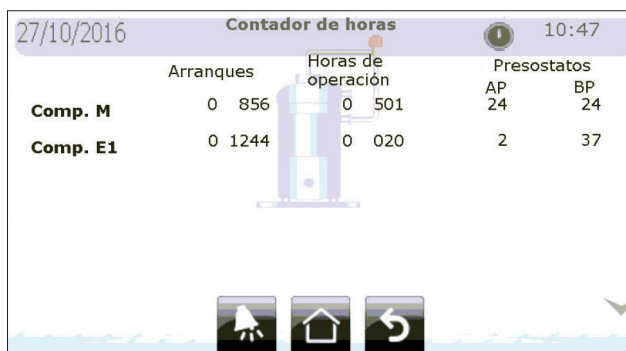 27/10/2016 Contador de horas 10:47
Arranques Horas de operación Presostatos
AP BP
Comp. M 0 856 0 501 24 24
Comp. E1 0 1244 0 020 2 37